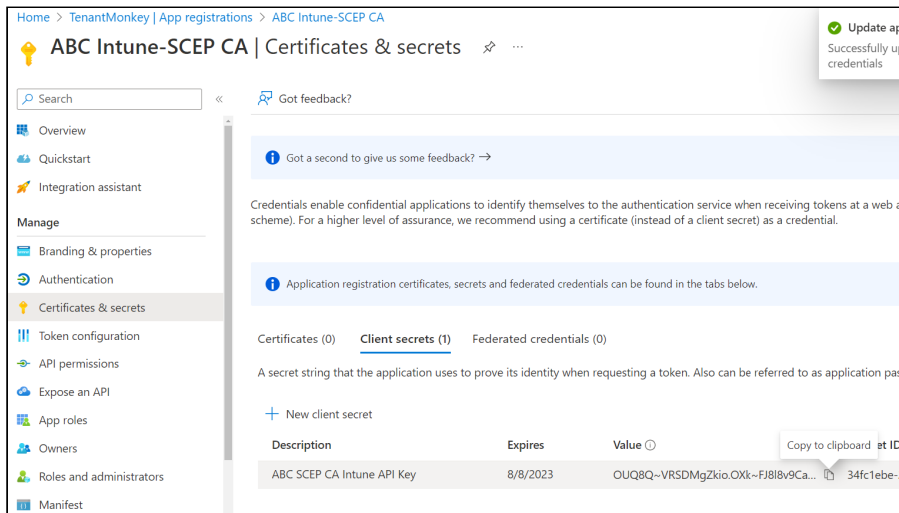 Home > TenantMonkey | App registrations > ABC Intune-SCEP CA
ABC Intune-SCEP CA | Certificates & secrets
Update ap
Successfully u
credentials
Search
Got feedback?
Overview
Quickstart
Integration assistant
Got a second to give us some feedback?
Manage
Branding & properties
Authentication
Certificates & secrets
Token configuration
API permissions
Expose an API
App roles
Owners
Roles and administrators
Manifest
Credentials enable confidential applications to identify themselves to the authentication service when receiving tokens at a web a
scheme). For a higher level of assurance, we recommend using a certificate (instead of a client secret) as a credential.
Application registration certificates, secrets and federated credentials can be found in the tabs below.
Certificates (0) Client secrets (1) Federated credentials (0)
A secret string that the application uses to prove its identity when requesting a token. Also can be referred to as application pas
New client secret
Description Expires Value Copy to clipboard et ID
ABC SCEP CA Intune API Key 8/8/2023 OUQ8Q~VRSDMgZkio.OXk~FJ8l8v9Ca... 34fc1ebe-